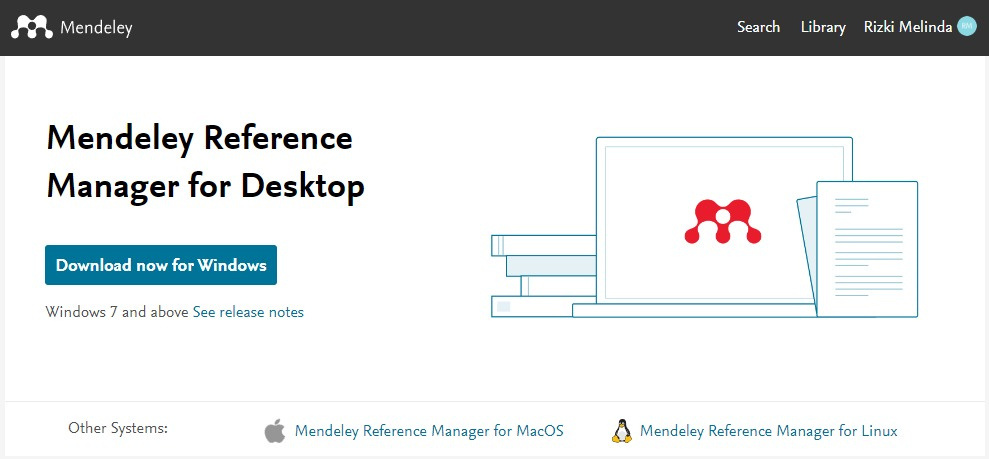 Mendeley
Search Library Rizki Melinda RM
Mendeley Reference
Manager for Desktop
Download now for Windows
Windows 7 and above See release notes
Other Systems: Mendeley Reference Manager for MacOS Mendeley Reference Manager for Linux